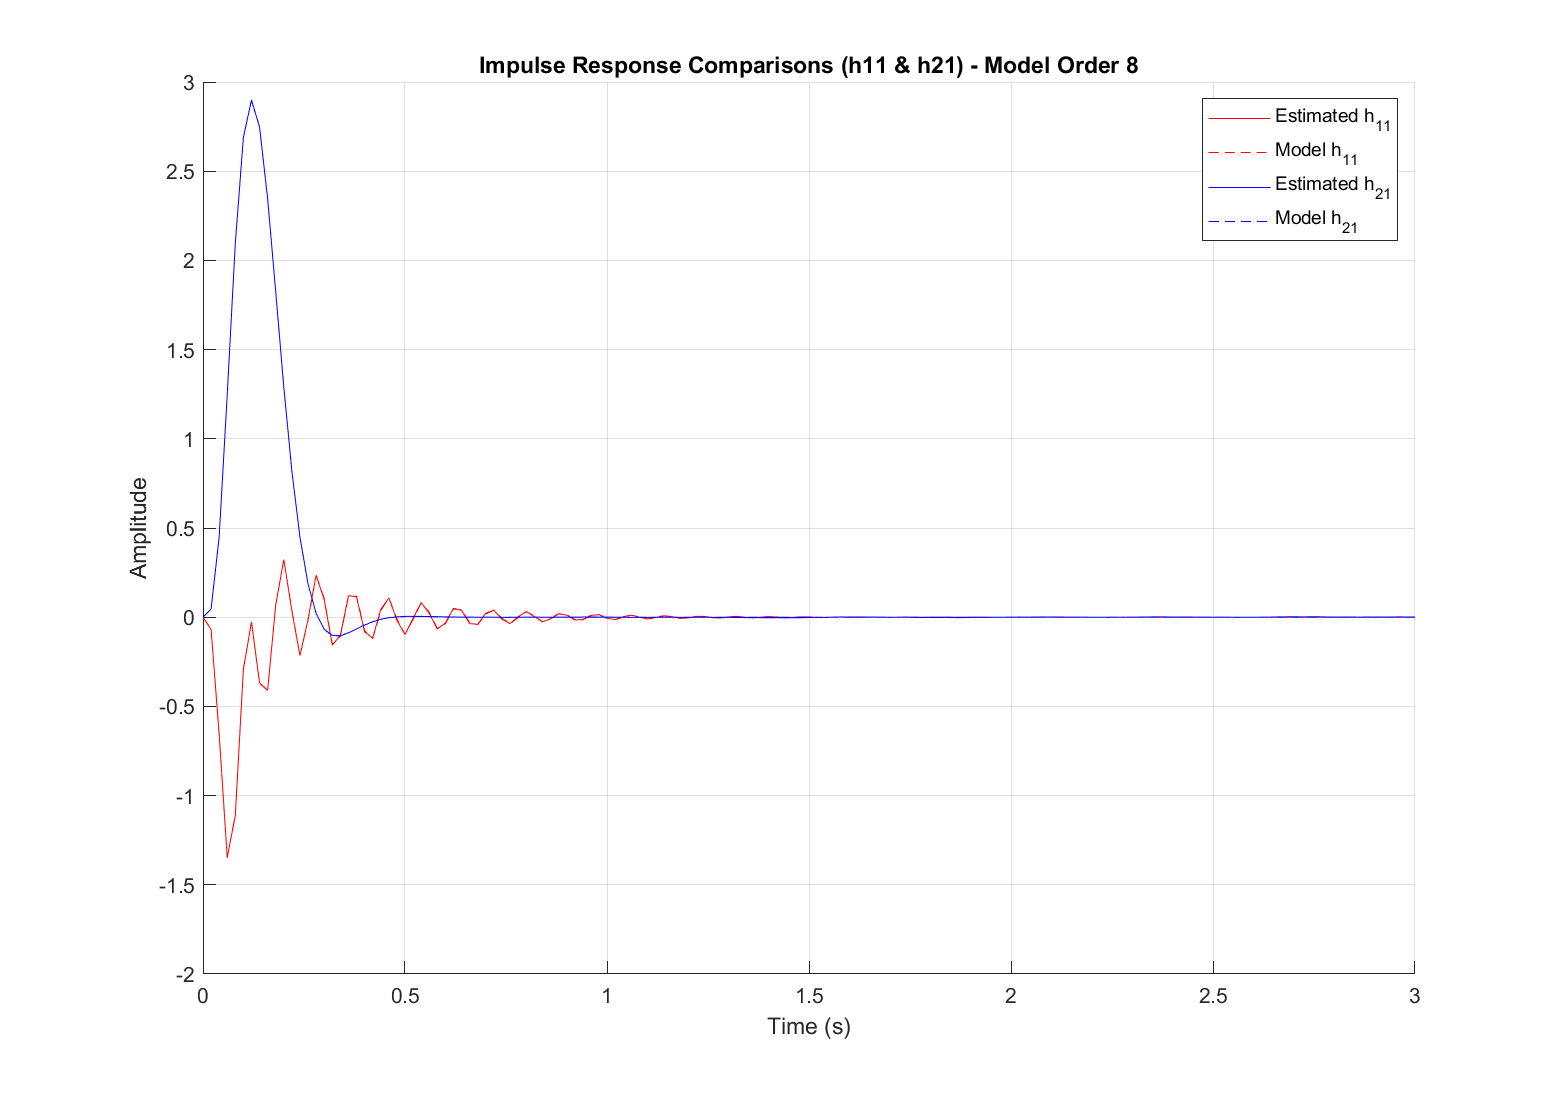 Impulse Response Comparisons (h11 & h21) - Model Order 8
Estimated h11
Model h11
Estimated h21
Model h21
Amplitude
3
2.5
2
1.5
1
0.5
0
-0.5
-1
-1.5
-2
0 0.5 1 1.5 2 2.5 3
Time (s)